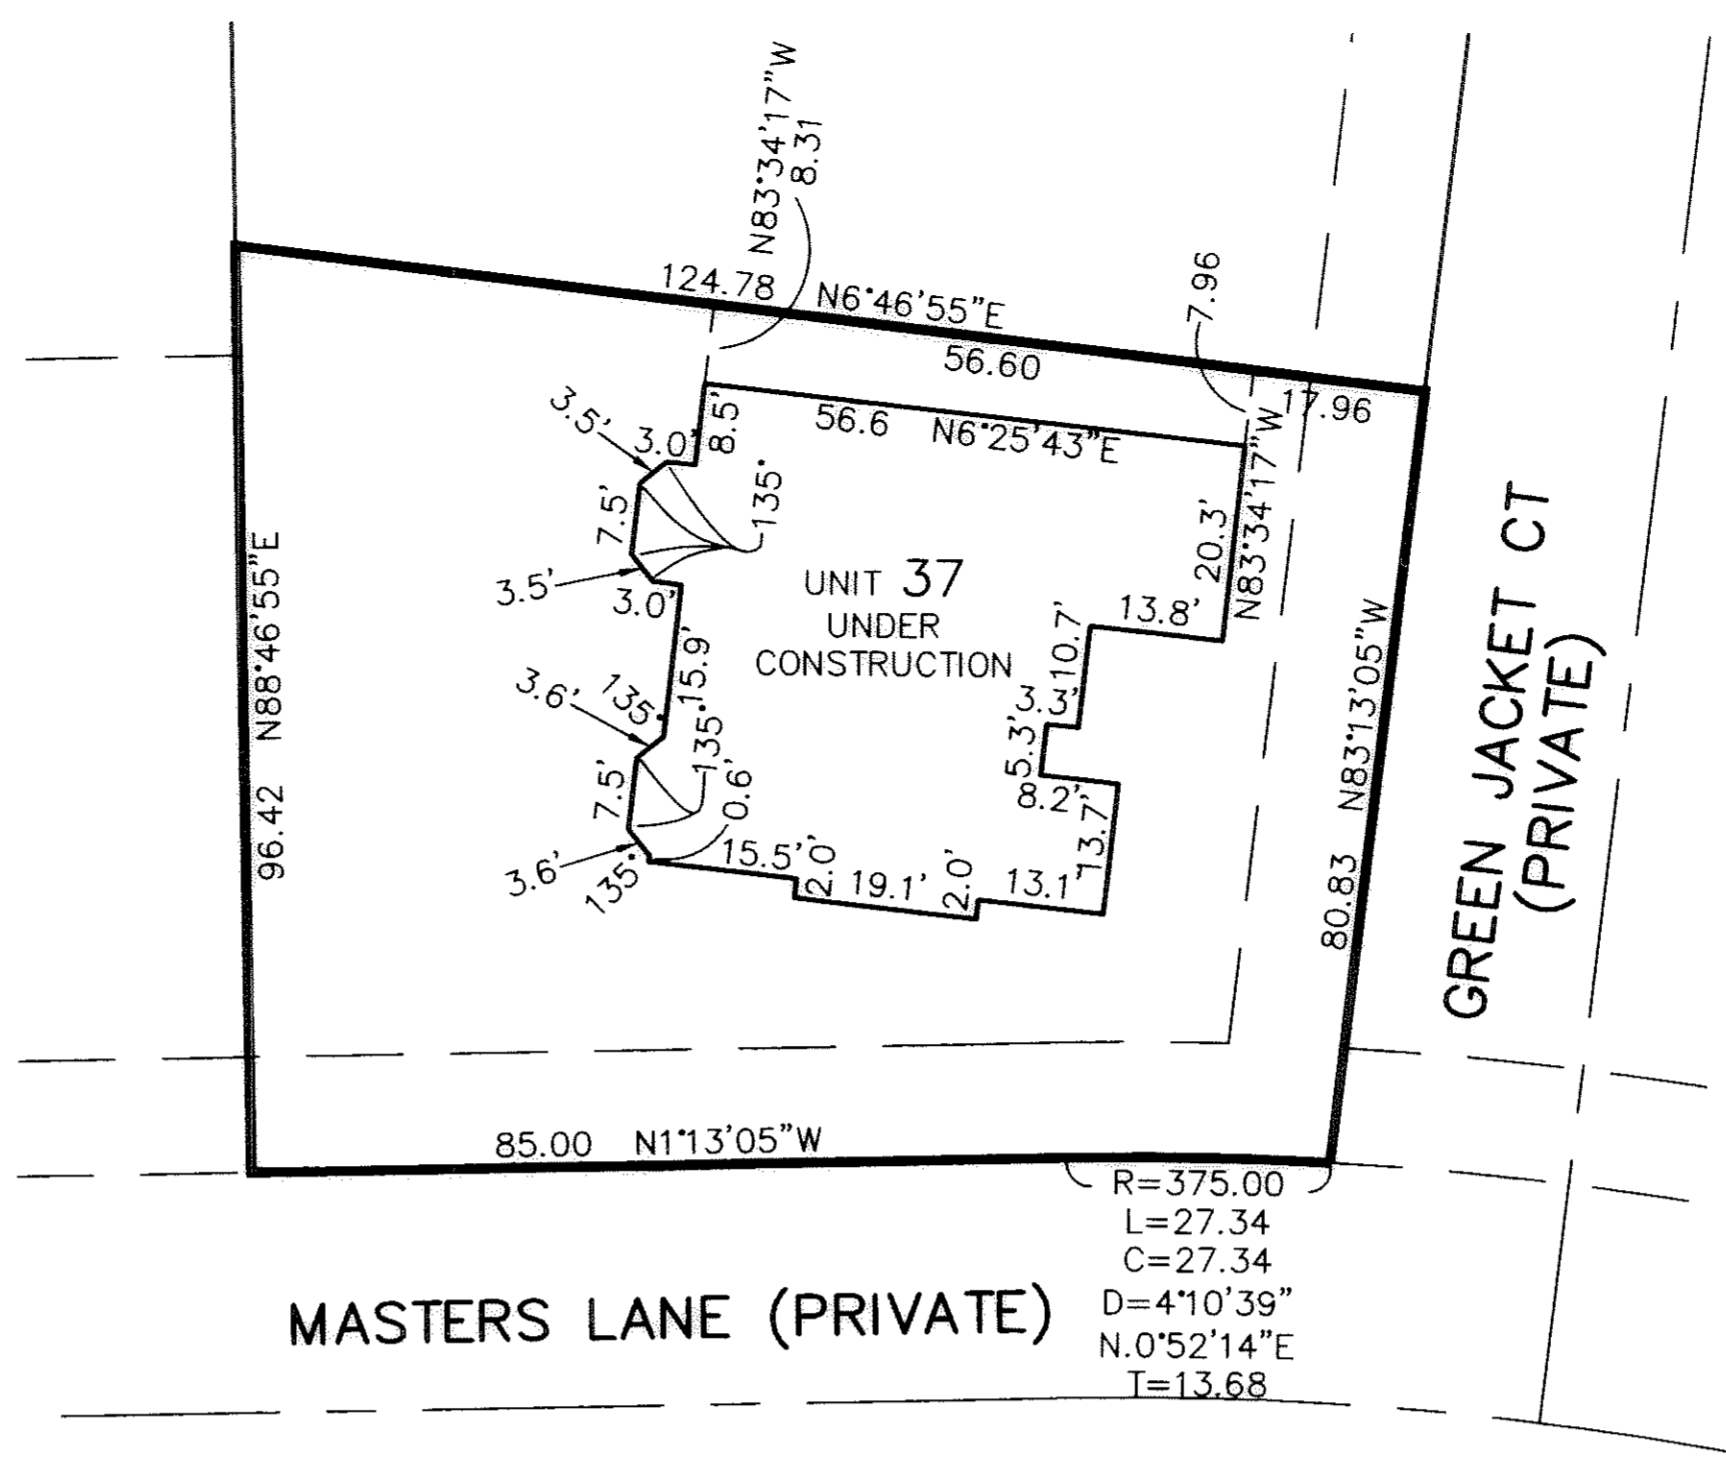 N83°34'17"W
8.31
124.78 N6°46'55"E
7.96
56.60
17.96
56.6 N6°25'43"E
3.5'
3.0'
8.5'
135°
7.5'
3.5'
3.0'
20.3'
N83°34'17"W
UNIT 37
UNDER
CONSTRUCTION
13.8'
10.7'
3.3'
5.3'
8.2'
13.7'
15.9'
135°
3.6'
135°
7.5'
0.6'
3.6'
135°
15.5'
2.0'
19.1'
2.0'
13.1'
96.42 N88°46'55"E
80.83 N83°13'05"W
GREEN JACKET CT
(PRIVATE)
85.00 N1°13'05"W
R=375.00
L=27.34
C=27.34
D=4°10'39"
N.0°52'14"E
T=13.68
MASTERS LANE (PRIVATE)